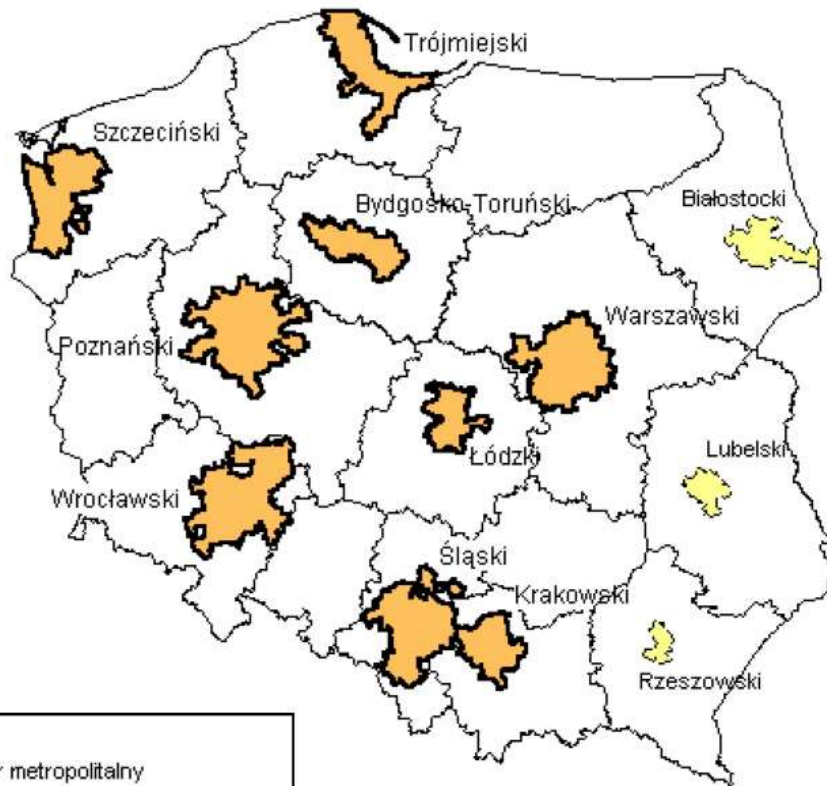 Trójmiejski
Szczeciński
Bydgosko-Toruński
Białostocki
Warszawski
Poznański
Łódzki
Lubelski
Wrocławski
Śląski
Krakowski
Rzeszowski
metropolitalny